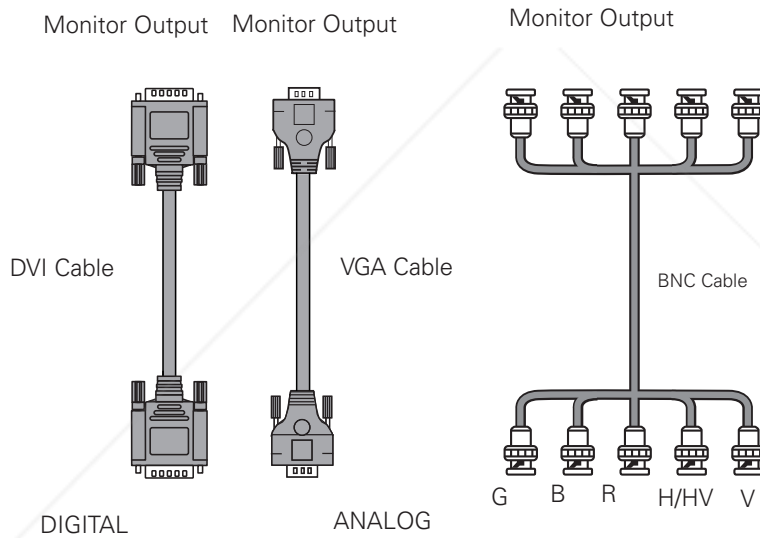 Monitor Output Monitor Output Monitor Output
DVI Cable VGA Cable BNC Cable
G B R H/HV V
DIGITAL ANALOG